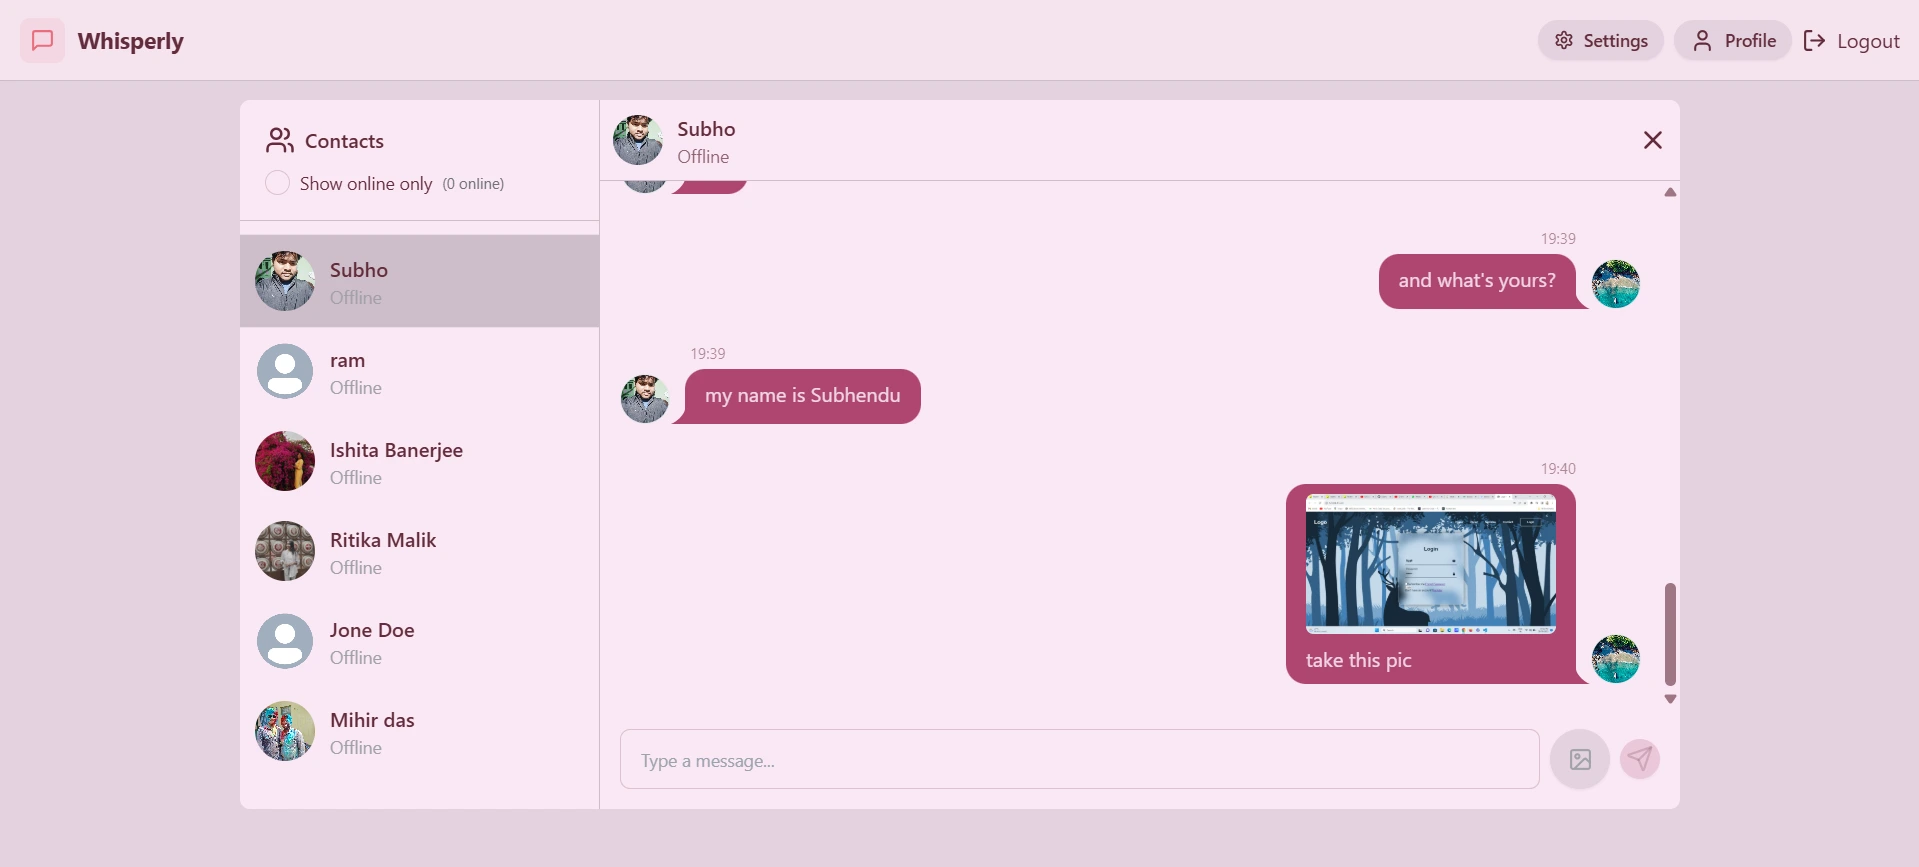 Whisperly
Settings
Profile
Logout
Contacts
Show online only (0 online)
Subho
Offline
ram
Offline
Ishita Banerjee
Offline
Ritika Malik
Offline
Jone Doe
Offline
Mihir das
Offline
Subho
Offline
19:39
and what's yours?
19:39
my name is Subhendu
19:40
Logo
Login
take this pic
Type a message...